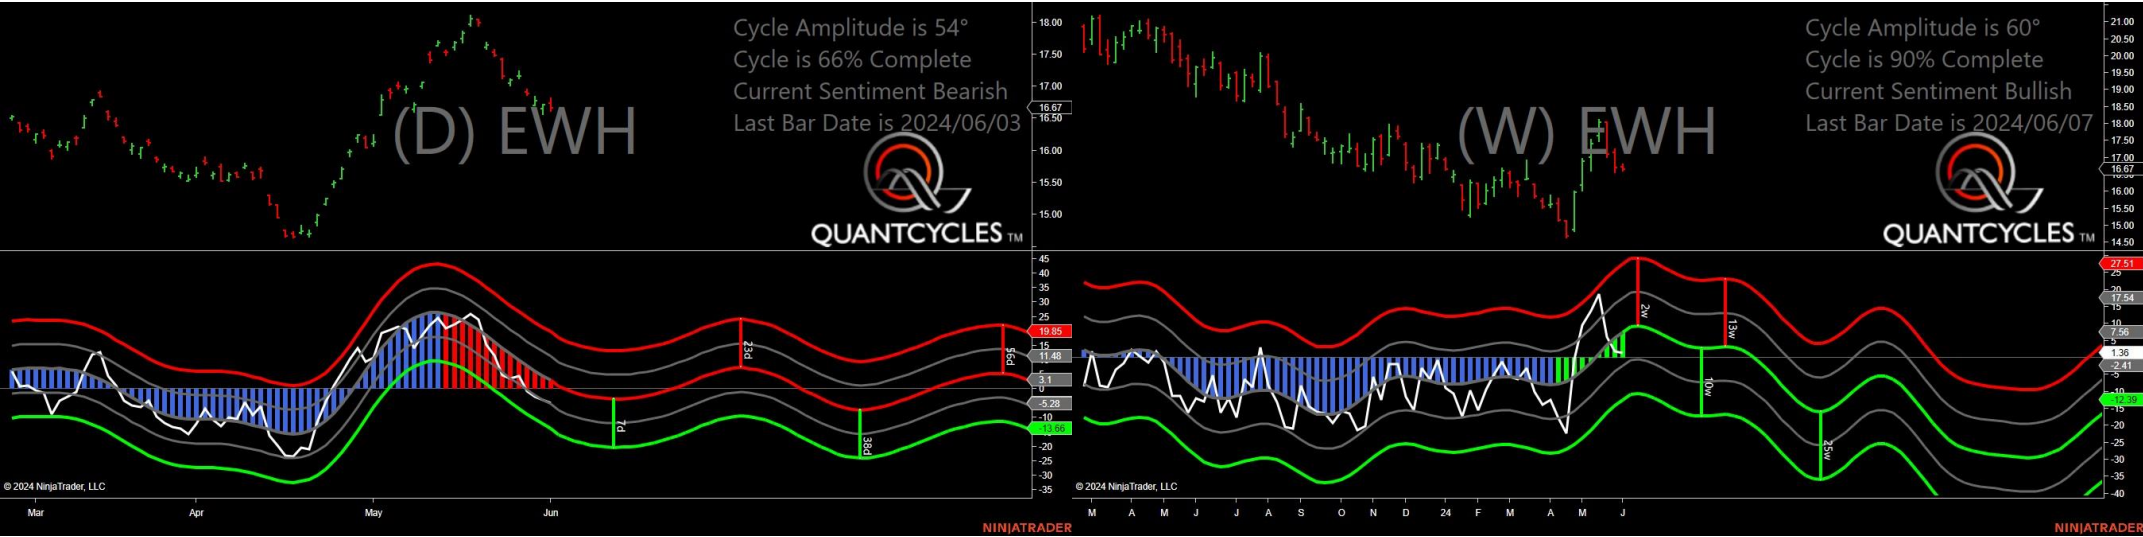 Cycle Amplitude is 54°
Cycle is 66% Complete
Current Sentiment Bearish
Last Bar Date is 2024/06/03
(D) EWH
QUANTCYCLES TM
18.00
17.50
17.00
16.67
16.50
16.00
15.50
15.00
45
40
35
30
25
19.85
15
11.48
5
3.1
0
-5.28
-10
-13.66
-20
-25
-30
-35
7d
23d
38d
56d
© 2024 NinjaTrader, LLC
Mar Apr May Jun
NINJATRADER
Cycle Amplitude is 60°
Cycle is 90% Complete
Current Sentiment Bullish
Last Bar Date is 2024/06/07
(W) EWH
QUANTCYCLES TM
21.00
20.50
20.00
19.50
19.00
18.50
18.00
17.50
17.00
16.67
16.00
15.50
15.00
14.50
27.51
25
17.54
15
10
7.56
1.36
-2.41
-5
-10
-12.39
-15
-20
-25
-30
-35
-40
2w
10w
13w
25w
© 2024 NinjaTrader, LLC
M A M J J A S O N D 24 F M A M J
NINJATRADER